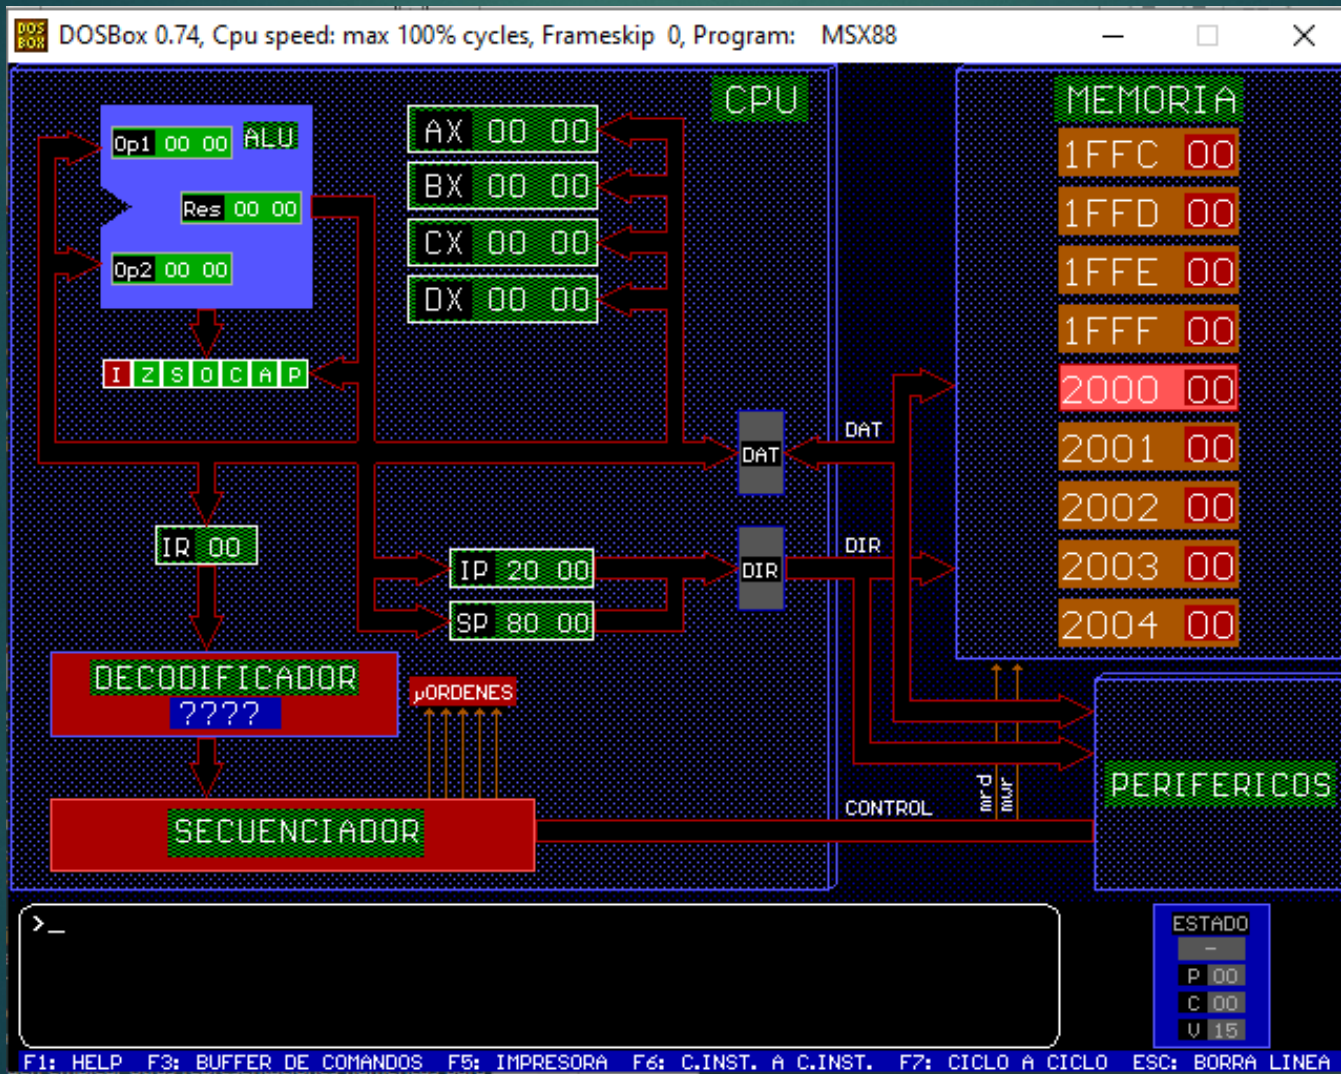 DOS BOX
DOSBox 0.74, Cpu speed: max 100% cycles, Frameskip 0, Program: MSX88
CPU
ALU
Op1 00 00
Res 00 00
Op2 00 00
I Z S O C A P
AX 00 00
BX 00 00
CX 00 00
DX 00 00
IR 00
IP 20 00
SP 80 00
DAT
DIR
DECODIFICADOR
????
µORDENES
SECUENCIADOR
DAT
DIR
CONTROL
mrd
mwr
MEMORIA
1FFC 00
1FFD 00
1FFE 00
1FFF 00
2000 00
2001 00
2002 00
2003 00
2004 00
PERIFERICOS
>_
ESTADO
-
P 00
C 00
V 15
F1: HELP F3: BUFFER DE COMANDOS F5: IMPRESORA F6: C.INST. A C.INST. F7: CICLO A CICLO ESC: BORRA LINEA